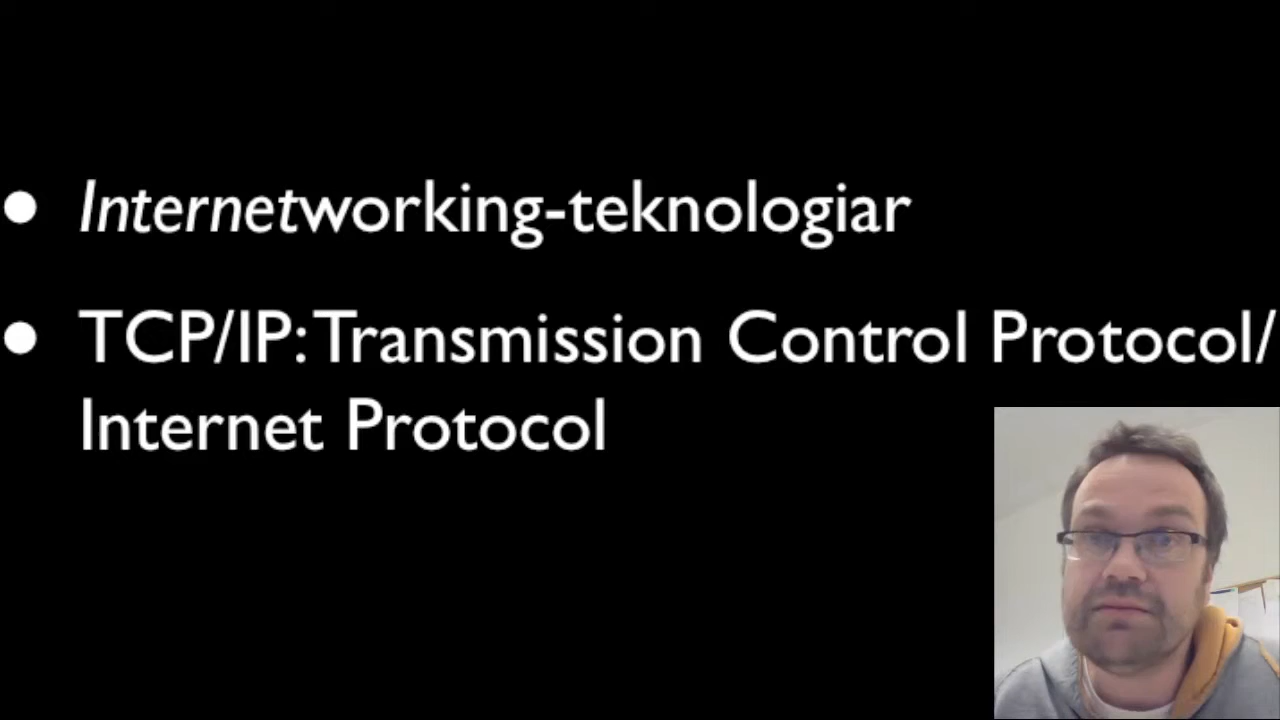 • Internetworking-teknologiar
• TCP/IP: Transmission Control Protocol/
Internet Protocol